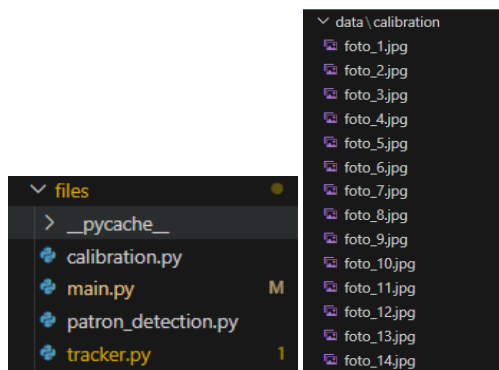 files
__pycache__
calibration.py
main.py M
patron_detection.py
tracker.py 1
data\calibration
foto_1.jpg
foto_2.jpg
foto_3.jpg
foto_4.jpg
foto_5.jpg
foto_6.jpg
foto_7.jpg
foto_8.jpg
foto_9.jpg
foto_10.jpg
foto_11.jpg
foto_12.jpg
foto_13.jpg
foto_14.jpg